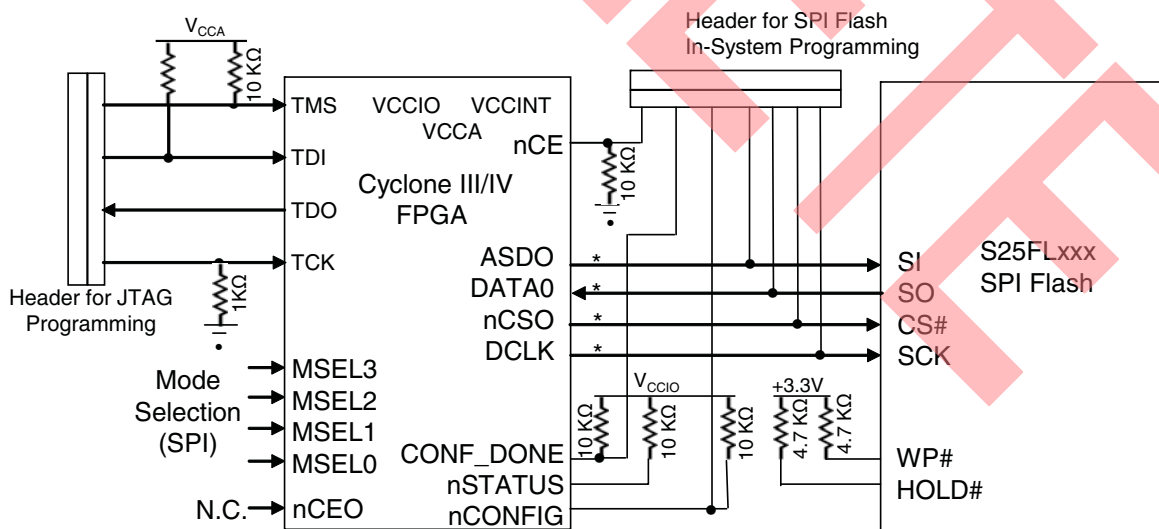 Header for SPI Flash
In-System Programming
VCCA
10 KΩ
TMS
TDI
TDO
TCK
1KΩ
Header for JTAG
Programming
VCCIO VCCINT
VCCA
nCE
Cyclone III/IV
FPGA
10 KΩ
ASDO *
DATA0 *
nCSO *
DCLK *
SI
SO
CS#
SCK
S25FLxxx
SPI Flash
Mode
Selection
(SPI)
MSEL3
MSEL2
MSEL1
MSEL0
N.C.
nCEO
VCCIO
10 KΩ
10 KΩ
10 KΩ
+3.3V
4.7 KΩ
4.7 KΩ
CONF_DONE
nSTATUS
nCONFIG
WP#
HOLD#